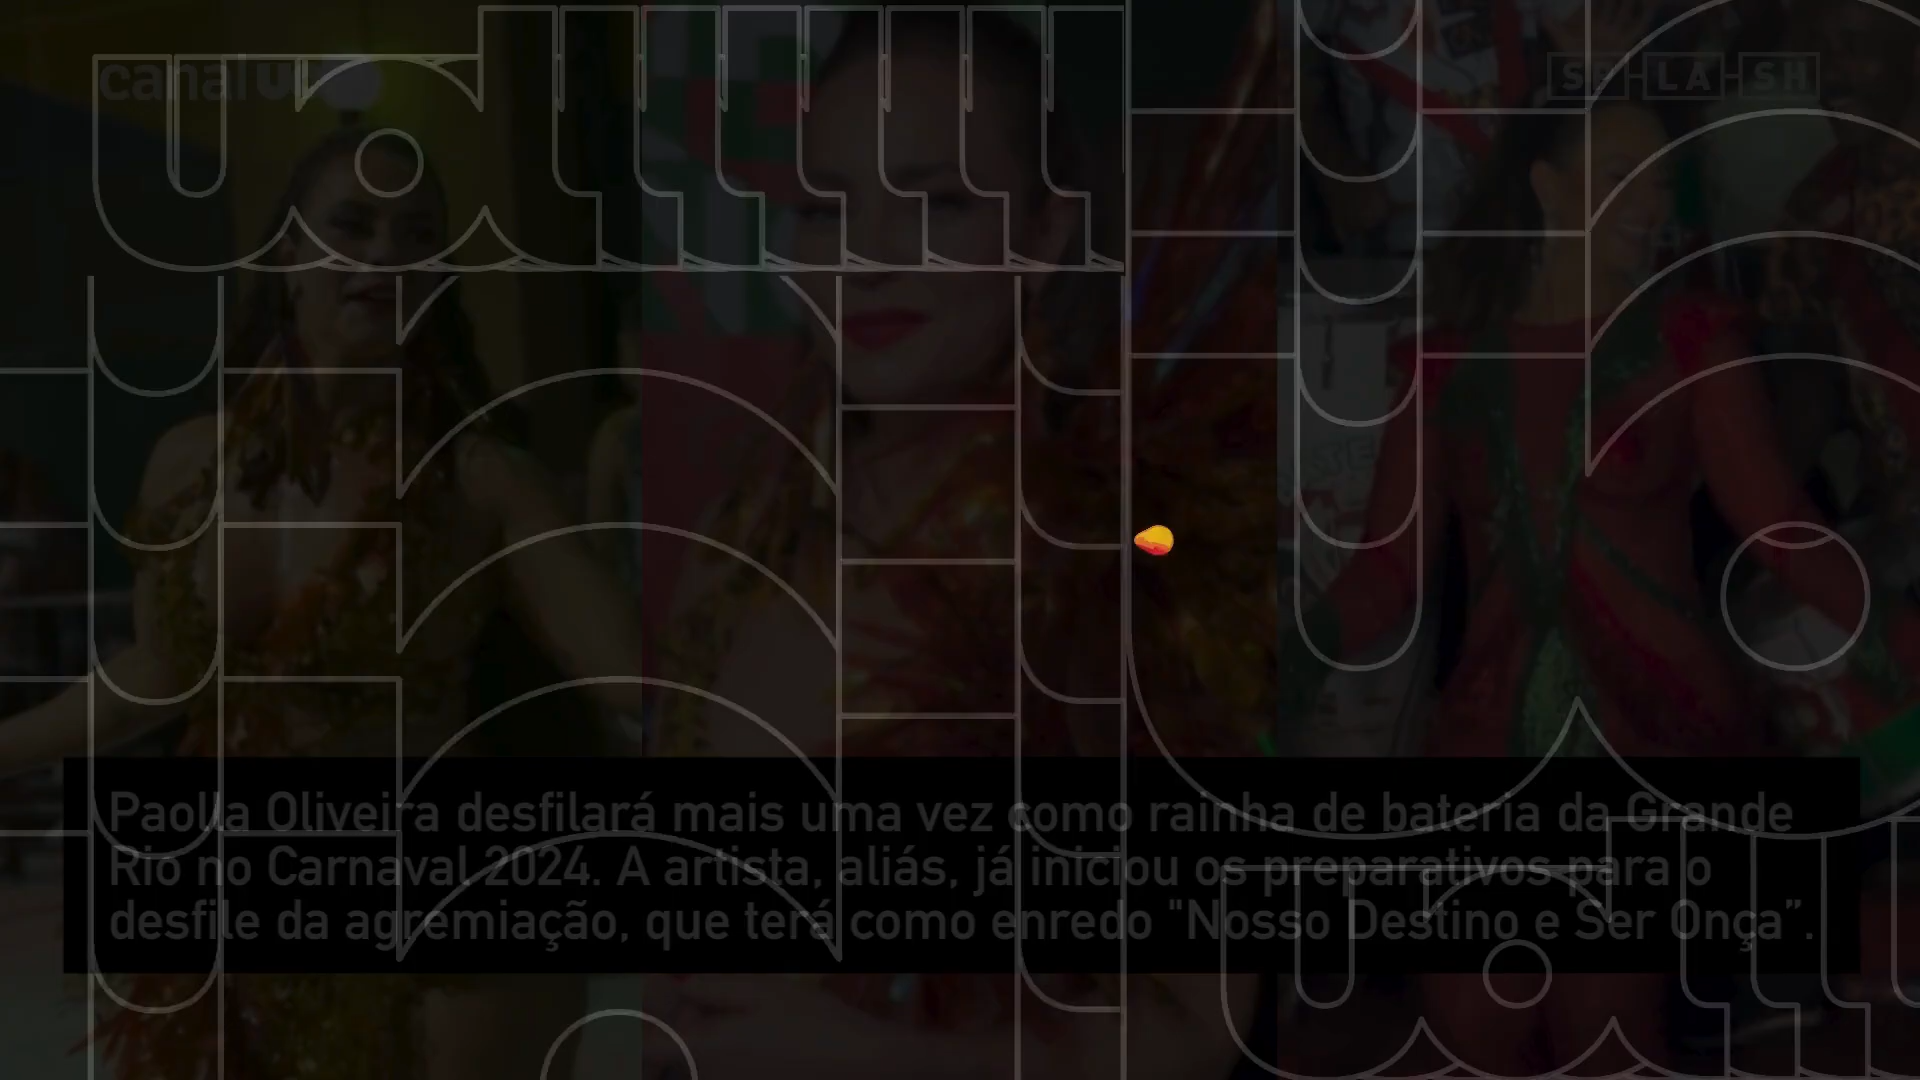 canal UOL
SPLASH
Paolla Oliveira desfilará mais uma vez como rainha de bateria da Grande
Rio no Carnaval 2024. A artista, aliás, já iniciou os preparativos para o
desfile da agremiação, que terá como enredo "Nosso Destino e Ser Onça”.